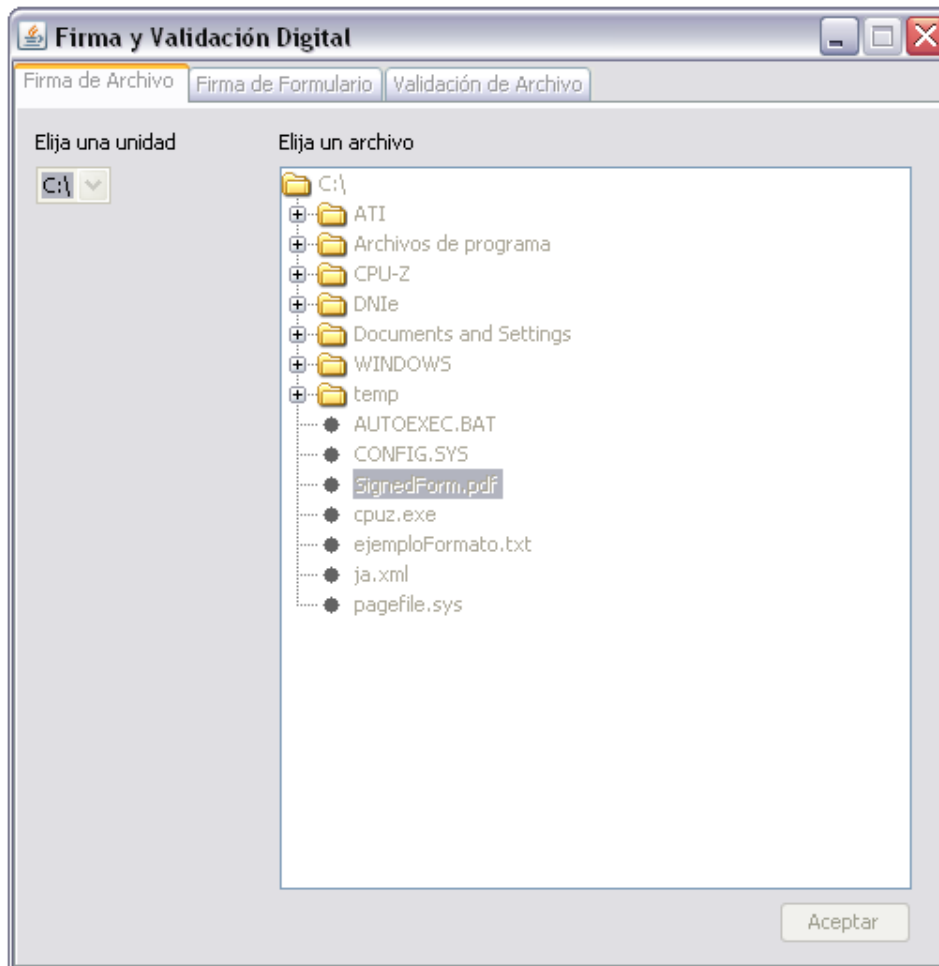 Firma y Validación Digital
Firma de Archivo Firma de Formulario Validación de Archivo
Elija una unidad Elija un archivo
C:\ C:\
ATI
Archivos de programa
CPU-Z
DNIe
Documents and Settings
WINDOWS
temp
AUTOEXEC.BAT
CONFIG.SYS
SignedForm.pdf
cpuz.exe
ejemploFormato.txt
ja.xml
pagefile.sys
Aceptar